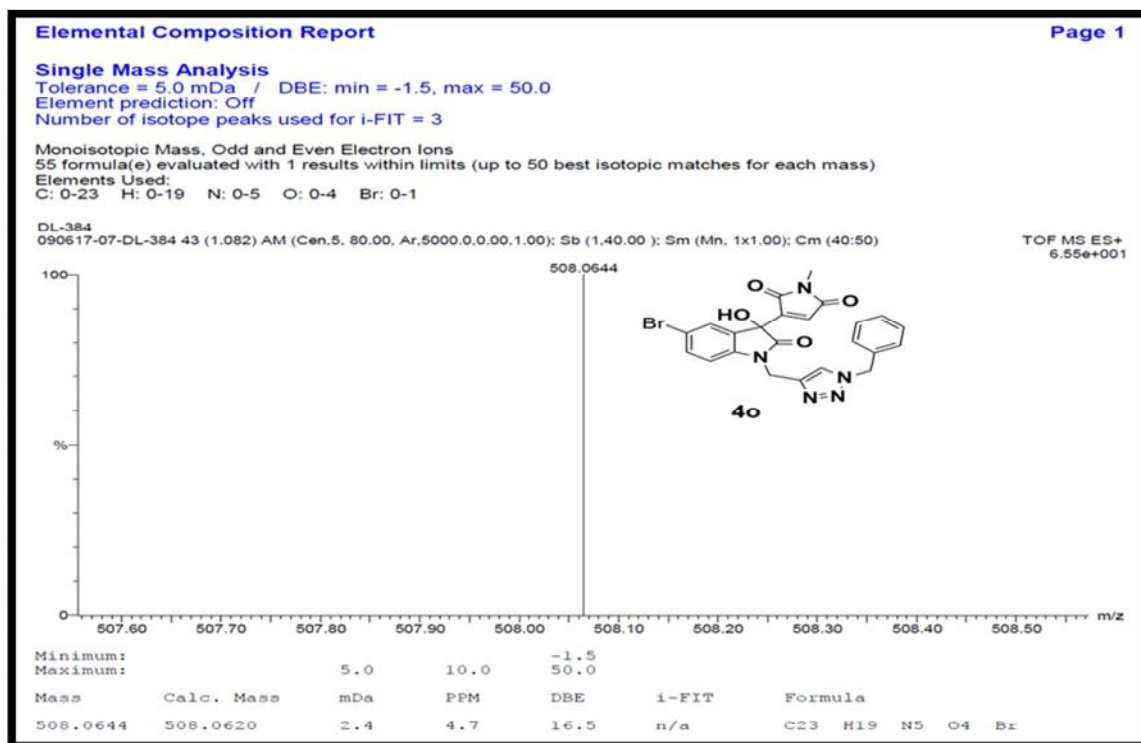 Elemental Composition Report Page 1
Single Mass Analysis
Tolerance = 5.0 mDa / DBE: min = -1.5, max = 50.0
Element prediction: Off
Number of isotope peaks used for i-FIT = 3
Monoisotopic Mass, Odd and Even Electron Ions
55 formula(e) evaluated with 1 results within limits (up to 50 best isotopic matches for each mass)
Elements Used:
C: 0-23 H: 0-19 N: 0-5 O: 0-4 Br: 0-1
DL-384
090617-07-DL-384 43 (1.082) AM (Cen,5, 80.00, Ar,5000.0,0.00,1.00); Sb (1,40.00 ); Sm (Mn, 1x1.00); Cm (40:50) TOF MS ES+
6.55e+001
100 508.0644
O N O
HO
Br O
N N
N=N
4o
%
0
507.60 507.70 507.80 507.90 508.00 508.10 508.20 508.30 508.40 508.50 m/z
Minimum: -1.5
Maximum: 5.0 10.0 50.0
Mass Calc. Mass mDa PPM DBE i-FIT Formula
508.0644 508.0620 2.4 4.7 16.5 n/a C23 H19 N5 O4 Br